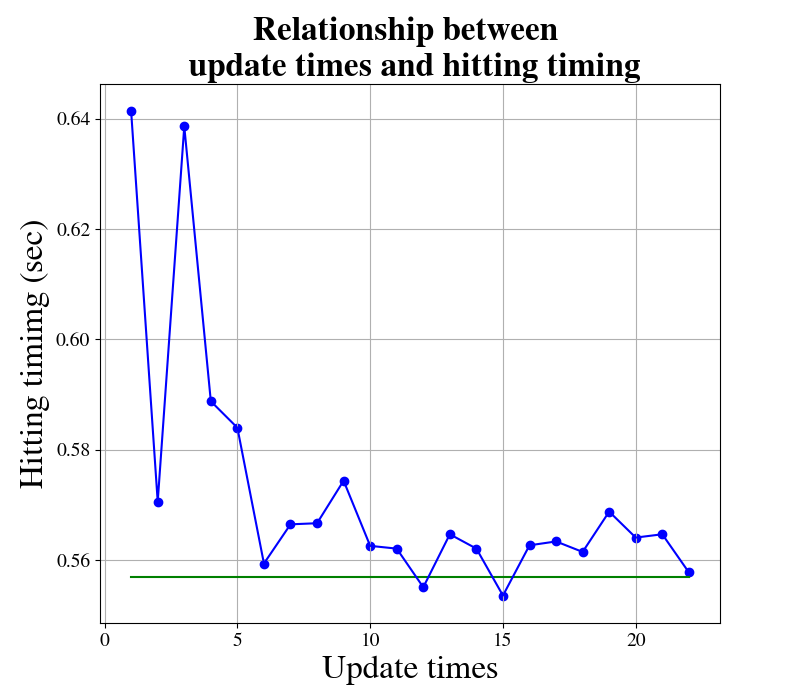 Relationship between
update times and hitting timing
0.64
0.62
0.60
0.58
0.56
Hitting timimg (sec)
0 5 10 15 20
Update times